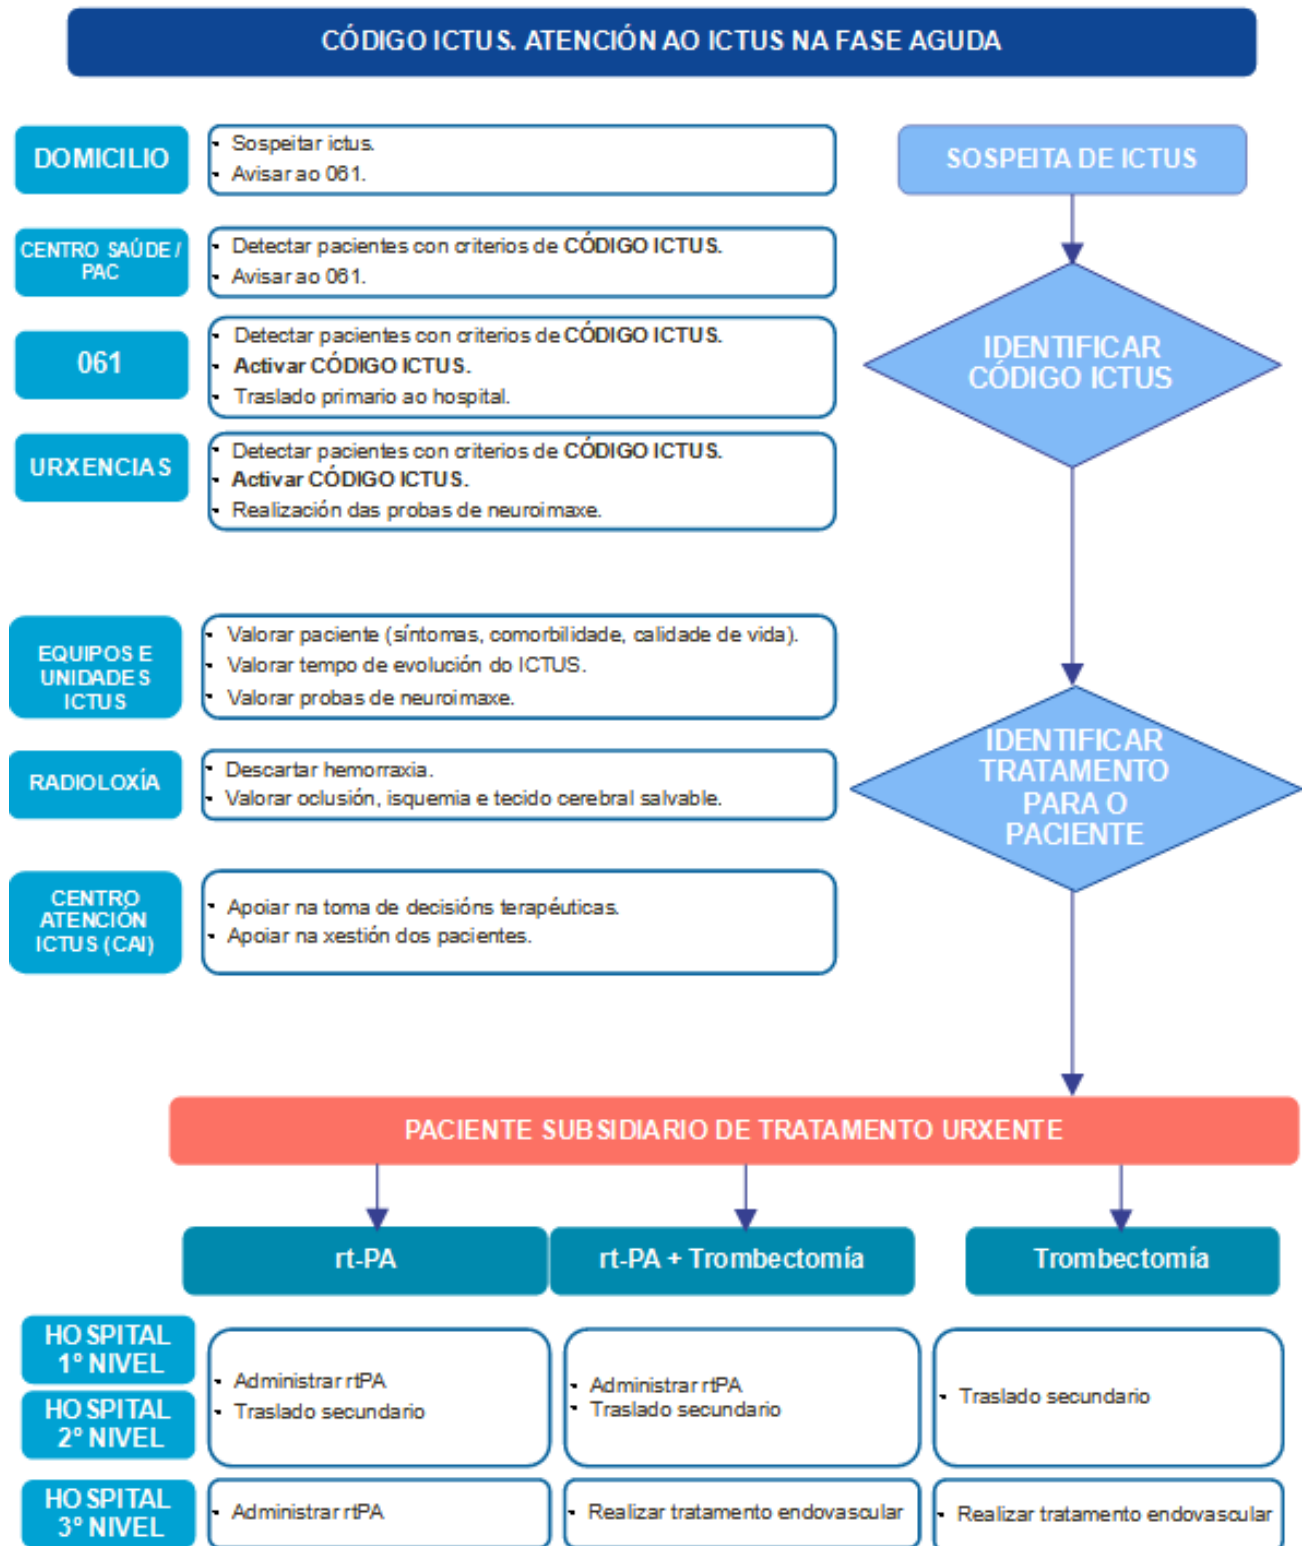 CÓDIGO ICTUS. ATENCIÓN AO ICTUS NA FASE AGUDA
DOMICILIO
- Sospeitar ictus.
- Avisar ao 061.
SOSPEITA DE ICTUS
CENTRO SAÚDE /
PAC
- Detectar pacientes con criterios de CÓDIGO ICTUS.
- Avisar ao 061.
061
- Detectar pacientes con criterios de CÓDIGO ICTUS.
- Activar CÓDIGO ICTUS.
- Traslado primario ao hospital.
IDENTIFICAR
CÓDIGO ICTUS
URXENCIAS
- Detectar pacientes con criterios de CÓDIGO ICTUS.
- Activar CÓDIGO ICTUS.
- Realización das probas de neuroimaxe.
EQUIPOS E
UNIDADES
ICTUS
- Valorar paciente (síntomas, comorbilidade, calidade de vida).
- Valorar tempo de evolución do ICTUS.
- Valorar probas de neuroimaxe.
RADIOLOXÍA
- Descartar hemorraxia.
- Valorar oclusión, isquemia e tecido cerebral salvable.
IDENTIFICAR
TRATAMENTO
PARA O
PACIENTE
CENTRO
ATENCIÓN
ICTUS (CAI)
- Apoiar na toma de decisións terapéuticas.
- Apoiar na xestión dos pacientes.
PACIENTE SUBSIDIARIO DE TRATAMENTO URXENTE
rt-PA
rt-PA + Trombectomía
Trombectomía
HOSPITAL
1º NIVEL
HOSPITAL
2º NIVEL
- Administrar rtPA
- Traslado secundario
- Administrar rtPA
- Traslado secundario
- Traslado secundario
HOSPITAL
3º NIVEL
- Administrar rtPA
- Realizar tratamento endovascular
- Realizar tratamento endovascular